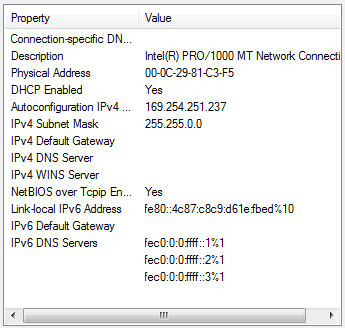 Property Value
Connection-specific DN...
Description Intel(R) PRO/1000 MT Network Connecti
Physical Address 00-0C-29-81-C3-F5
DHCP Enabled Yes
Autoconfiguration IPv4 ... 169.254.251.237
IPv4 Subnet Mask 255.255.0.0
IPv4 Default Gateway
IPv4 DNS Server
IPv4 WINS Server
NetBIOS over Tcpip En... Yes
Link-local IPv6 Address fe80::4c87:c8c9:d61e:fbed%10
IPv6 Default Gateway
IPv6 DNS Servers fec0:0:0:ffff::1%1
fec0:0:0:ffff::2%1
fec0:0:0:ffff::3%1